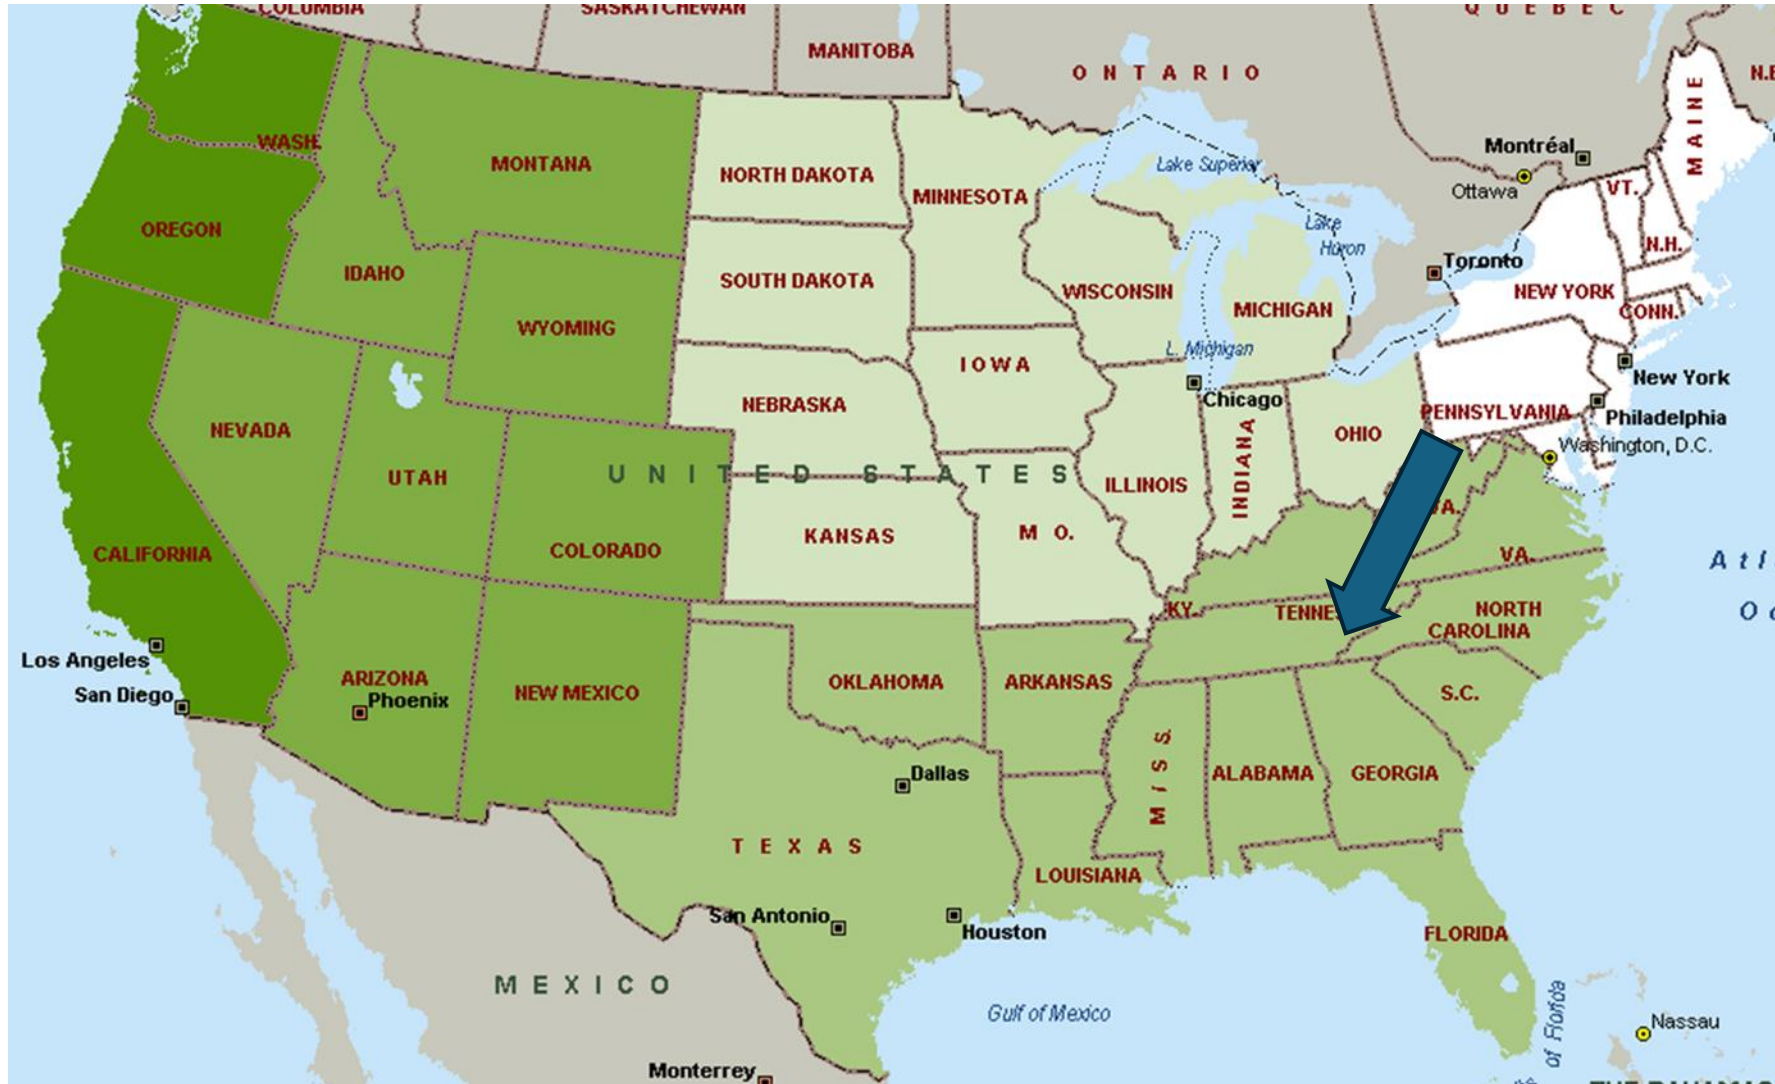 COLUMBIA
SASKATCHEWAN
MANITOBA
ONTARIO
QUEBEC
MAINE
Montréal
Ottawa
VT.
N.H.
Toronto
NEW YORK
CONN.
New York
PENNSYLVANIA
Philadelphia
Washington, D.C.
WASH.
OREGON
MONTANA
IDAHO
WYOMING
NORTH DAKOTA
SOUTH DAKOTA
MINNESOTA
Lake Superior
Lake
Huron
WISCONSIN
MICHIGAN
L. Michigan
IOWA
NEBRASKA
Chicago
INDIANA
OHIO
NEVADA
UTAH
UNITED STATES
ILLINOIS
CALIFORNIA
COLORADO
KANSAS
MO.
VA.
KY.
TENNES
NORTH
CAROLINA
Los Angeles
San Diego
ARIZONA
Phoenix
NEW MEXICO
OKLAHOMA
ARKANSAS
S.C.
MISS.
ALABAMA
GEORGIA
Dallas
TEXAS
LOUISIANA
San Antonio
Houston
FLORIDA
MEXICO
Gulf of Mexico
of Florida
Nassau
Monterrey